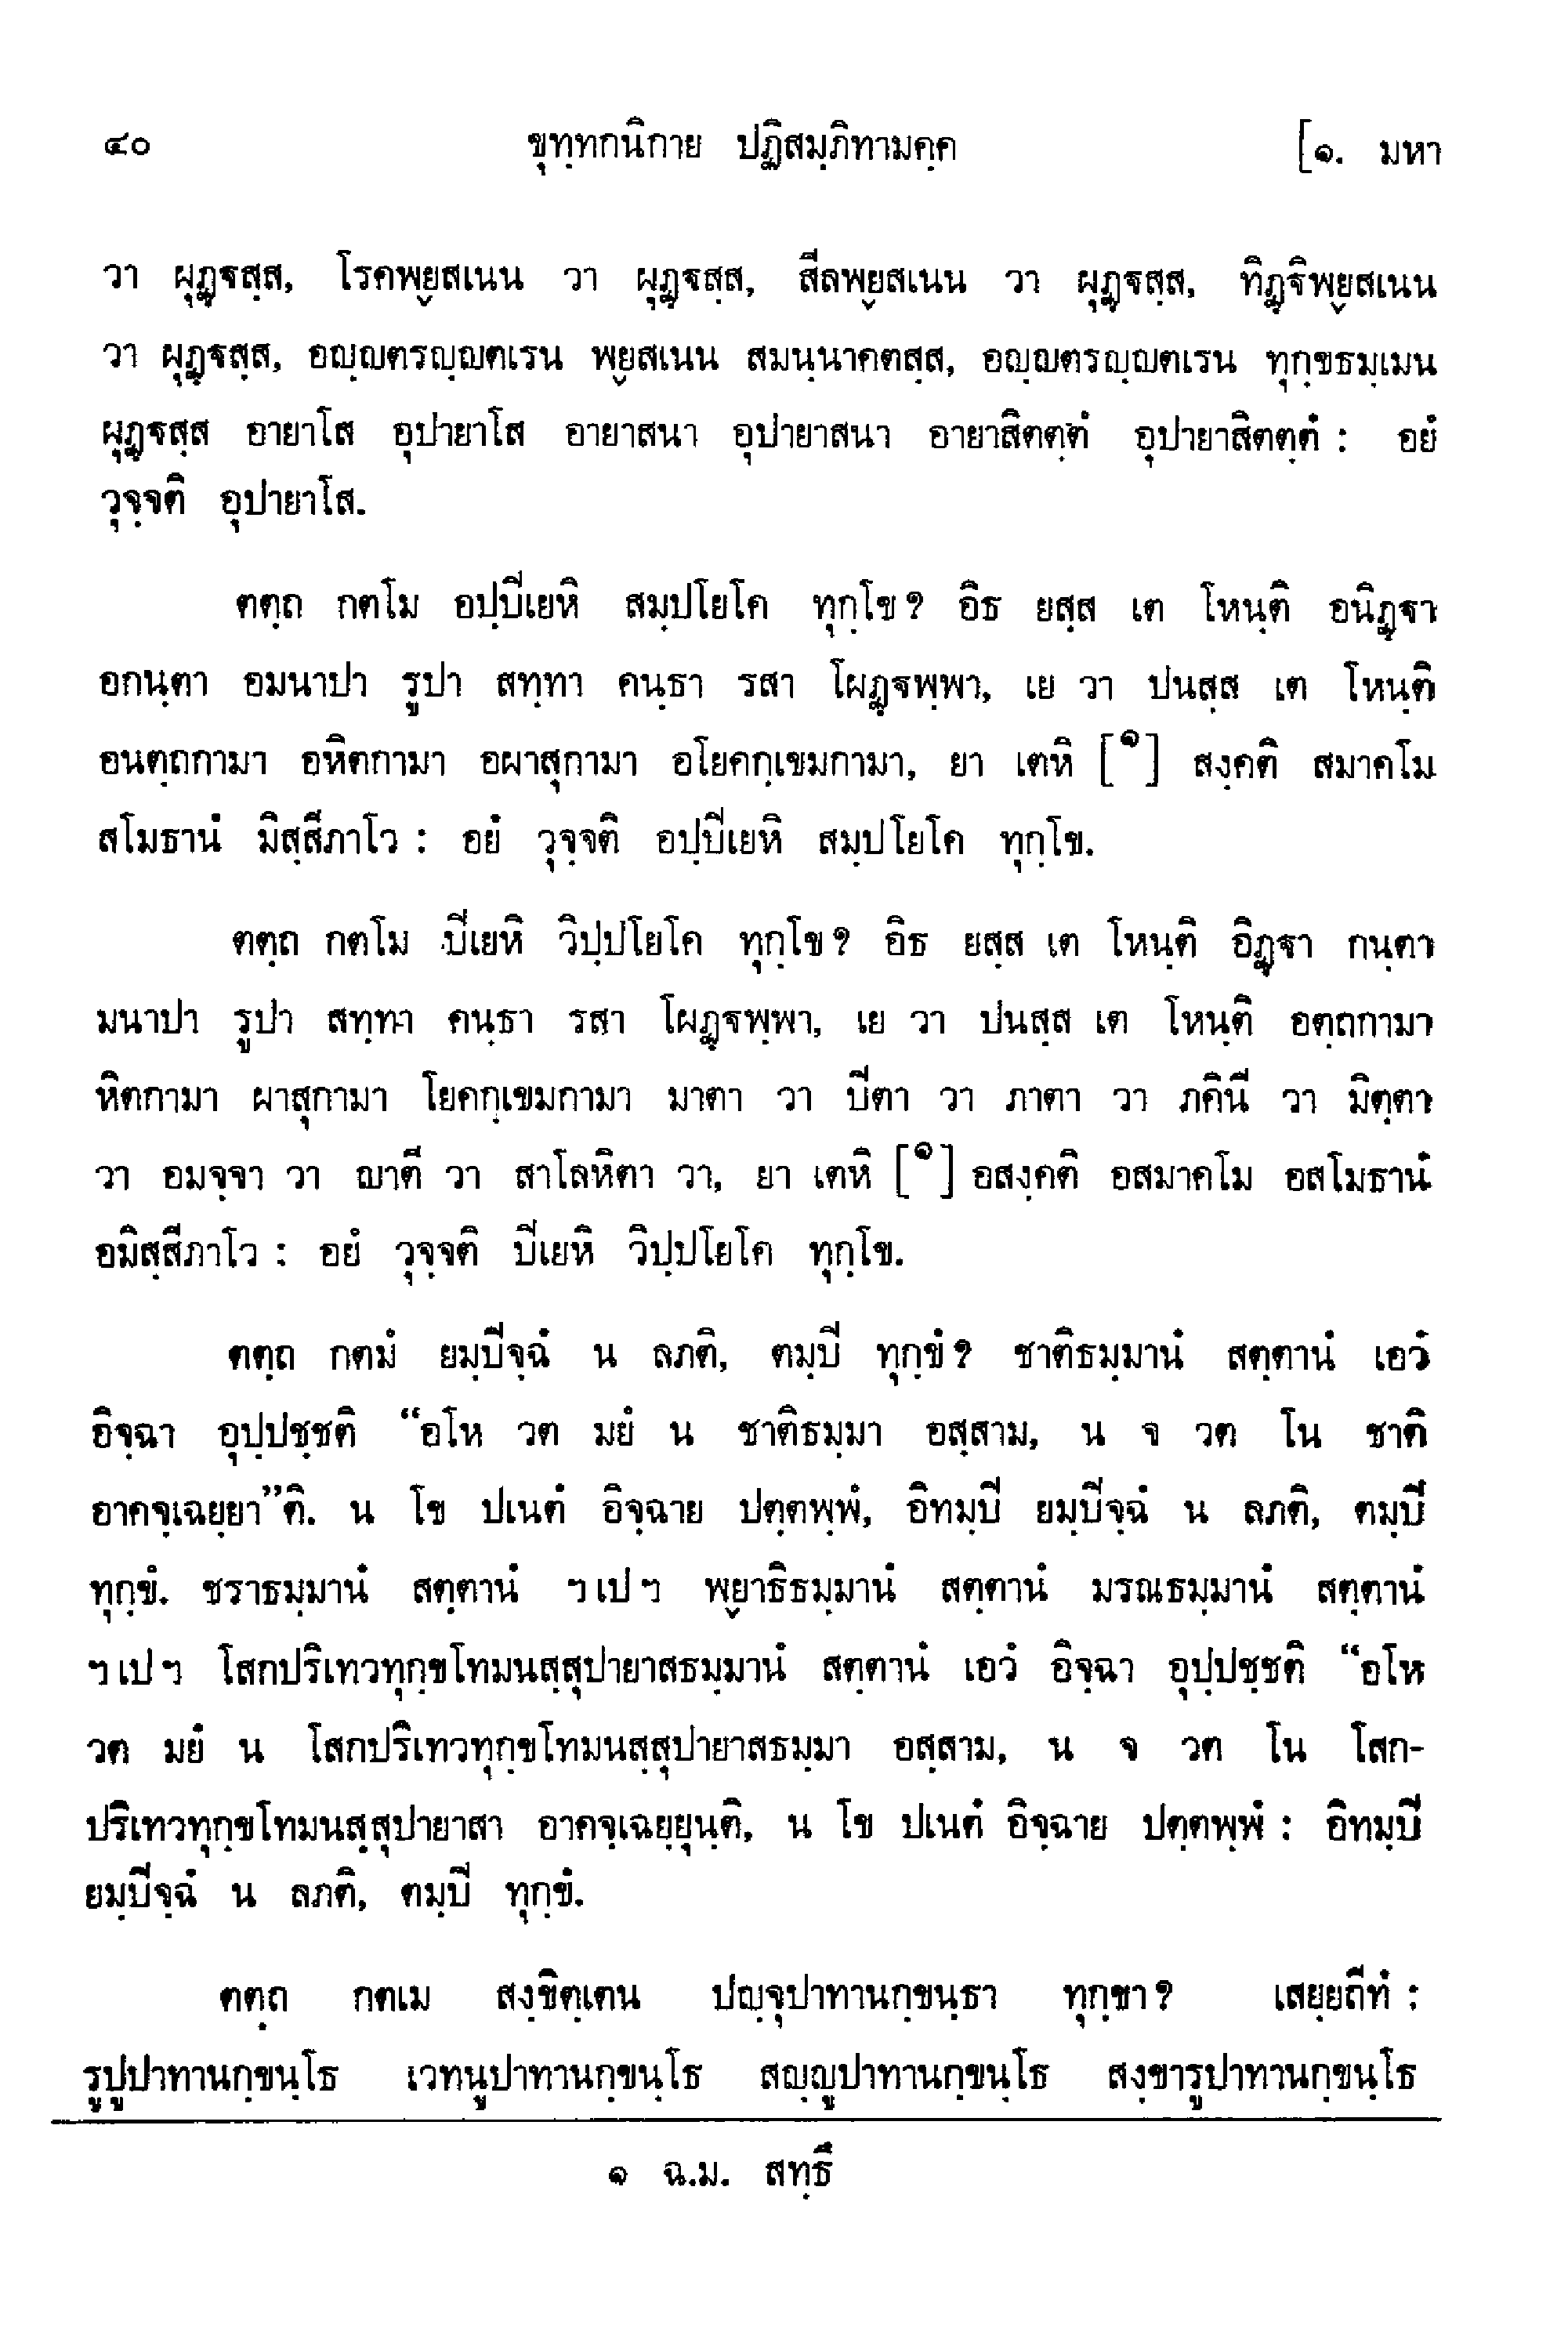 ๔๐ ขุทฺทกนิกาย ปฏิสมฺภิทามคฺค [๑. มหา
วา ผุฏฺฐสฺส, โรคพฺยสเนน วา ผุฏฺฐสฺส, สีลพฺยสเนน วา ผุฏฺฐสฺส, ทิฏฺฐิพฺยสเนน
วา ผุฏฺฐสฺส, อญฺญตรญฺญตเรน พฺยสเนน สมนฺนาคตสฺส, อญฺญตรญฺญตเรน ทุกฺขธมฺเมน
ผุฏฺฐสฺส อายาโส อุปายาโส อายาสนา อุปายาสนา อายาสิตตฺตํ อุปายาสิตตฺตํ : อยํ
วุจฺจติ อุปายาโส.
ตตฺถ กตโม อปฺปิเยหิ สมฺปโยโค ทุกฺโข ? อิธ ยสฺส เต โหนฺติ อนิฏฺฐา
อกนฺตา อมนาปา รูปา สทฺทา คนฺธา รสา โผฏฺฐพฺพา, เย วา ปนสฺส เต โหนฺติ
อนตฺถกามา อหิตกามา อผาสุกามา อโยคกฺเขมกามา, ยา เตหิ [๑] สงฺคติ สมาคโม
สโมธานํ มิสฺสีภาโว : อยํ วุจฺจติ อปฺปิเยหิ สมฺปโยโค ทุกฺโข.
ตตฺถ กตโม ปิเยหิ วิปฺปโยโค ทุกฺโข ? อิธ ยสฺส เต โหนฺติ อิฏฺฐา กนฺตา
มนาปา รูปา สทฺทา คนฺธา รสา โผฏฺฐพฺพา, เย วา ปนสฺส เต โหนฺติ อตฺถกามา
หิตกามา ผาสุกามา โยคกฺเขมกามา มาตา วา ปิตา วา ภาตา วา ภคินี วา มิตฺตา
วา อมจฺจา วา ญาตี วา สาโลหิตา วา, ยา เตหิ [๑] อสงฺคติ อสมาคโม อสโมธานํ
อมิสฺสีภาโว : อยํ วุจฺจติ ปิเยหิ วิปฺปโยโค ทุกฺโข.
ตตฺถ กตมํ ยมฺปิจฺฉํ น ลภติ, ตมฺปิ ทุกฺขํ ? ชาติธมฺมานํ สตฺตานํ เอวํ
อิจฺฉา อุปฺปชฺชติ “อโห วต มยํ น ชาติธมฺมา อสฺสาม, น จ วต โน ชาติ
อาคจฺเฉยฺยา”ติ. น โข ปเนตํ อิจฺฉาย ปตฺตพฺพํ, อิทมฺปิ ยมฺปิจฺฉํ น ลภติ, ตมฺปิ
ทุกฺขํ. ชราธมฺมานํ สตฺตานํ ฯ เป ฯ พฺยาธิธมฺมานํ สตฺตานํ มรณธมฺมานํ สตฺตานํ
ฯ เป ฯ โสกปริเทวทุกฺขโทมนสฺสุปายาสธมฺมานํ สตฺตานํ เอวํ อิจฺฉา อุปฺปชฺชติ “อโห
วต มยํ น โสกปริเทวทุกฺขโทมนสฺสุปายาสธมฺมา อสฺสาม, น จ วต โน โสก-
ปริเทวทุกฺขโทมนสฺสุปายาสา อาคจฺเฉยฺยุนฺติ, น โข ปเนตํ อิจฺฉาย ปตฺตพฺพํ : อิทมฺปิ
ยมฺปิจฺฉํ น ลภติ, ตมฺปิ ทุกฺขํ.
ตตฺถ กตเม สงฺขิตฺเตน ปญฺจุปาทานกฺขนฺธา ทุกฺขา ? เสยฺยถีทํ :
รูปูปาทานกฺขนฺโธ เวทนูปาทานกฺขนฺโธ สญฺญูปาทานกฺขนฺโธ สงฺขารูปาทานกฺขนฺโธ
๑ ฉ.ม. สทฺธึ